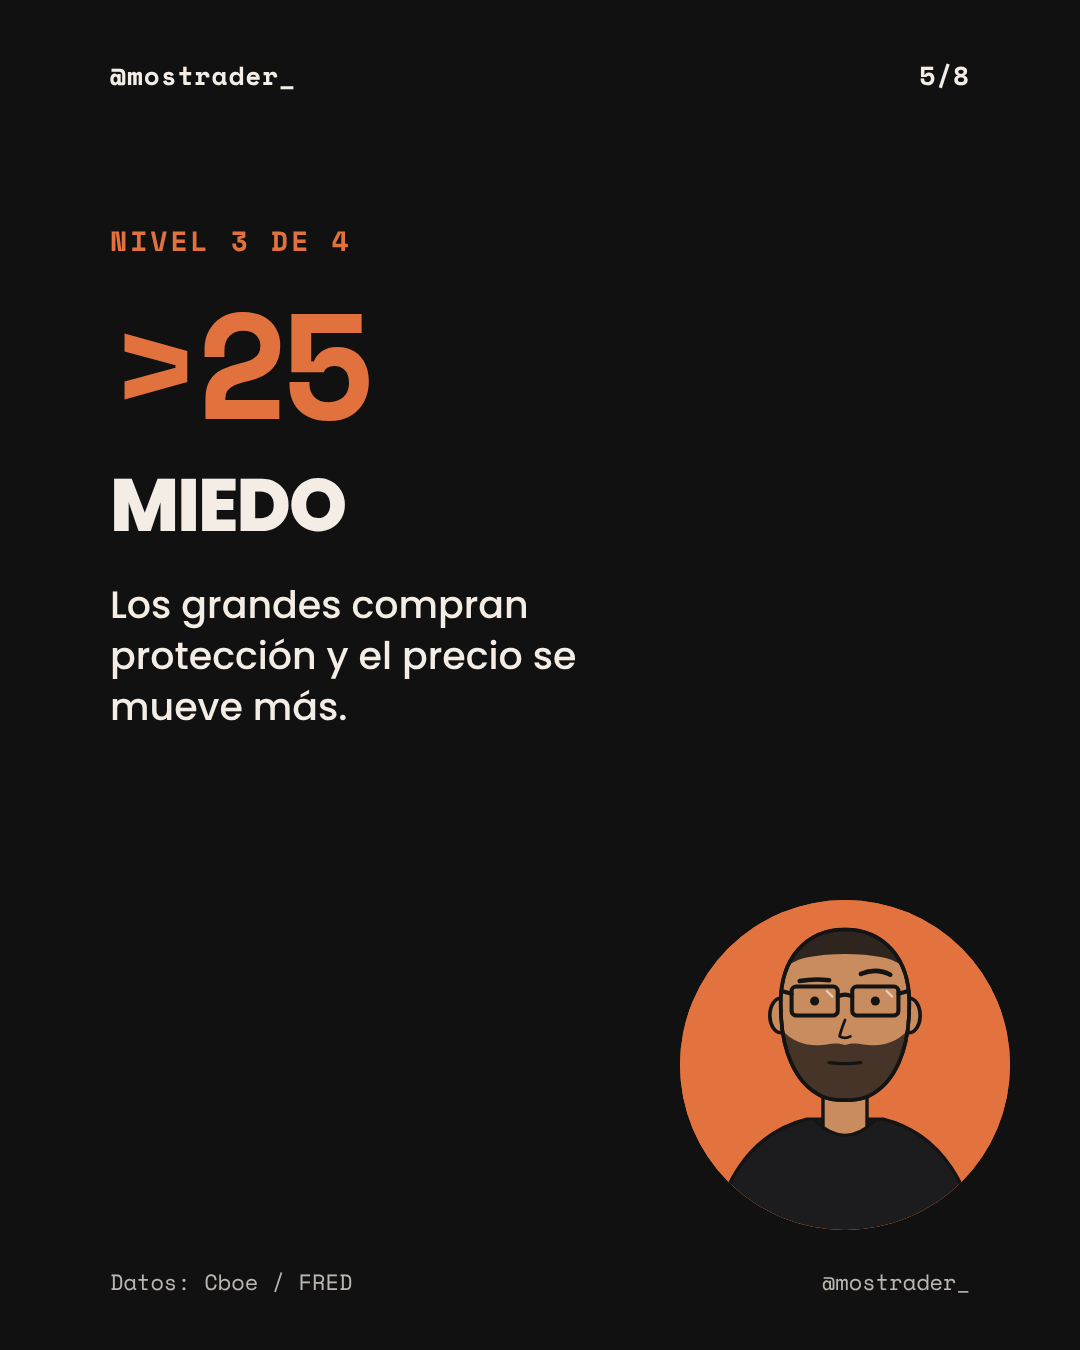 @mostrader_
5/8
NIVEL 3 DE 4
>25
MIEDO
Los grandes compran
protección y el precio se
mueve más.
Datos: Cboe / FRED
@mostrader_